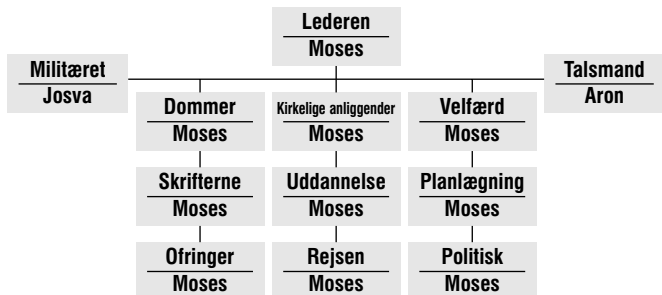 Lederen
Moses
Militæret
Josva
Talsmand
Aron
Dommer
Moses
Kirkelige anliggender
Moses
Velfærd
Moses
Skrifterne
Moses
Uddannelse
Moses
Planlægning
Moses
Ofringer
Moses
Rejsen
Moses
Politisk
Moses